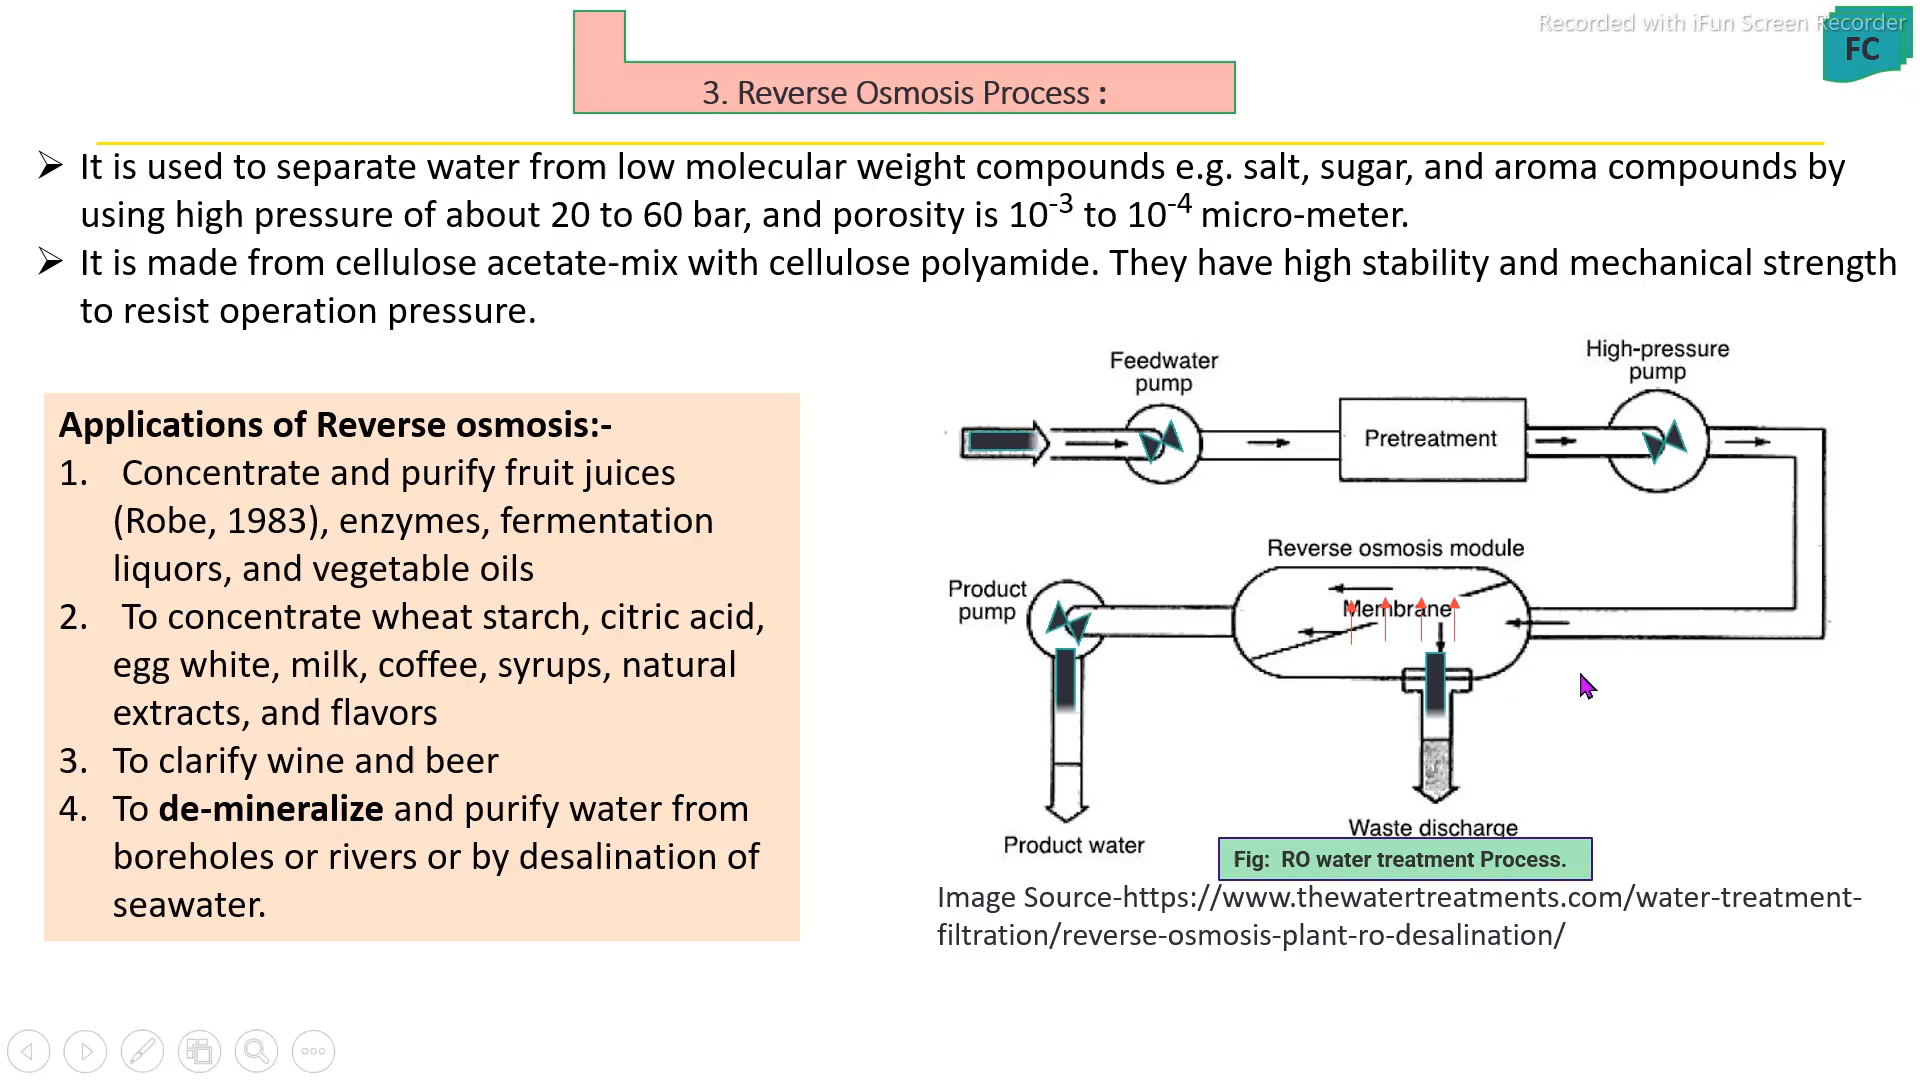 Recorded with iFun Screen Recorder
FC
3. Reverse Osmosis Process :
➢ It is used to separate water from low molecular weight compounds e.g. salt, sugar, and aroma compounds by
using high pressure of about 20 to 60 bar, and porosity is 10⁻³ to 10⁻⁴ micro-meter.
➢ It is made from cellulose acetate-mix with cellulose polyamide. They have high stability and mechanical strength
to resist operation pressure.
Applications of Reverse osmosis:-
1. Concentrate and purify fruit juices
(Robe, 1983), enzymes, fermentation
liquors, and vegetable oils
2. To concentrate wheat starch, citric acid,
egg white, milk, coffee, syrups, natural
extracts, and flavors
3. To clarify wine and beer
4. To de-mineralize and purify water from
boreholes or rivers or by desalination of
seawater.
Feedwater
pump
Pretreatment
High-pressure
pump
Reverse osmosis module
Membrane
Product
pump
Product water
Waste discharge
Fig: RO water treatment Process.
Image Source-https://www.thewatertreatments.com/water-treatment-
filtration/reverse-osmosis-plant-ro-desalination/